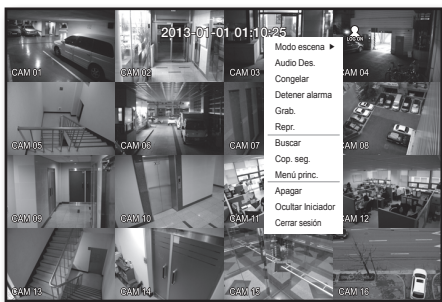 2013-01-01 01:10:25
LOG ON
CAM 01
CAM 02
CAM 03
CAM 04
Modo escena
Audio Des.
Congelar
Detener alarma
Grab.
Repr.
Buscar
Cop. seg.
Menú princ.
Apagar
Ocultar Iniciador
Cerrar sesión
CAM 05
CAM 06
CAM 07
CAM 08
CAM 09
CAM 10
CAM 11
CAM 12
CAM 13
CAM 14
CAM 15
CAM 16